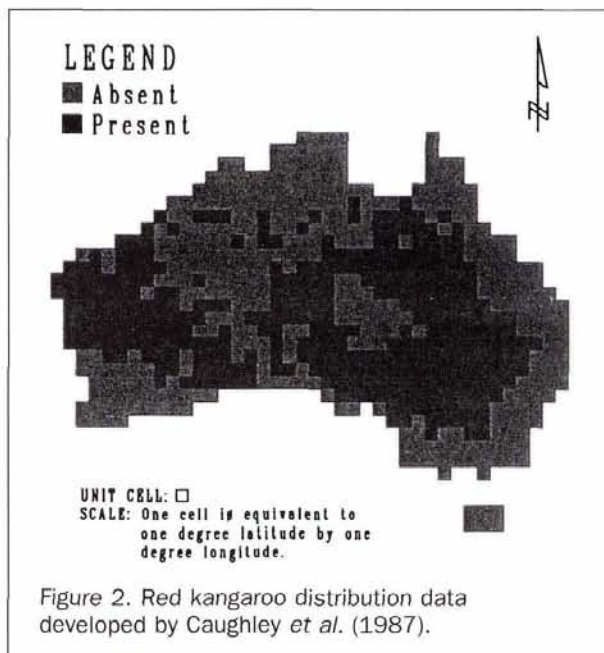 LEGEND
Absent
Present
UNIT CELL:
SCALE: One cell is equivalent to
one degree latitude by one
degree longitude.
Figure 2. Red kangaroo distribution data
developed by Caughley et al. (1987).